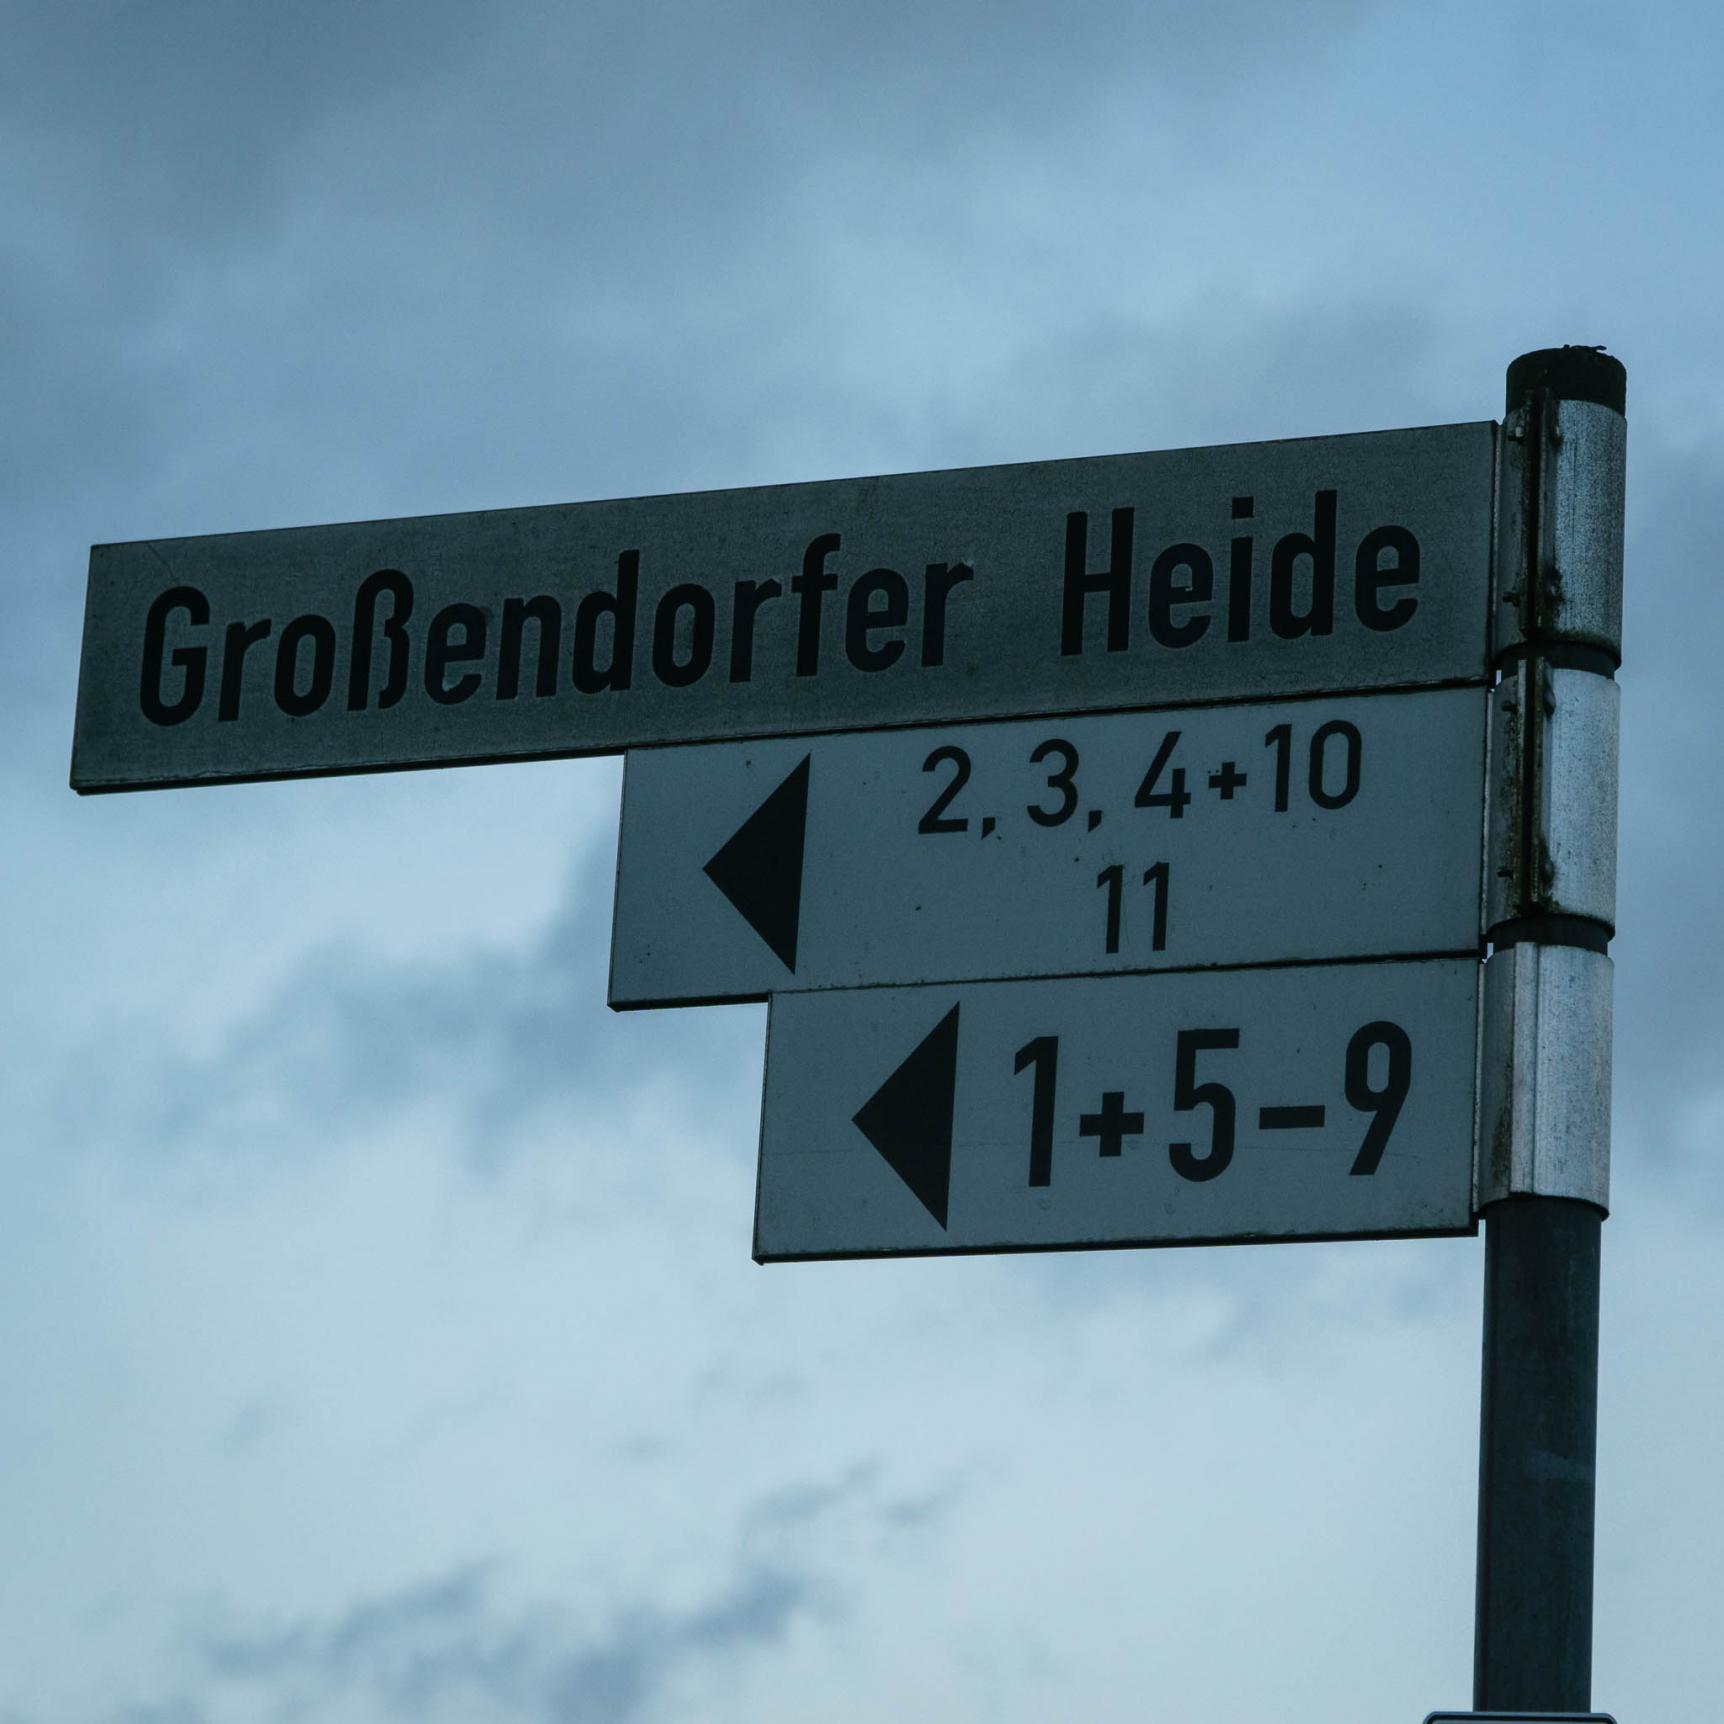 Großendorfer Heide
2, 3, 4+10
11
1+5-9